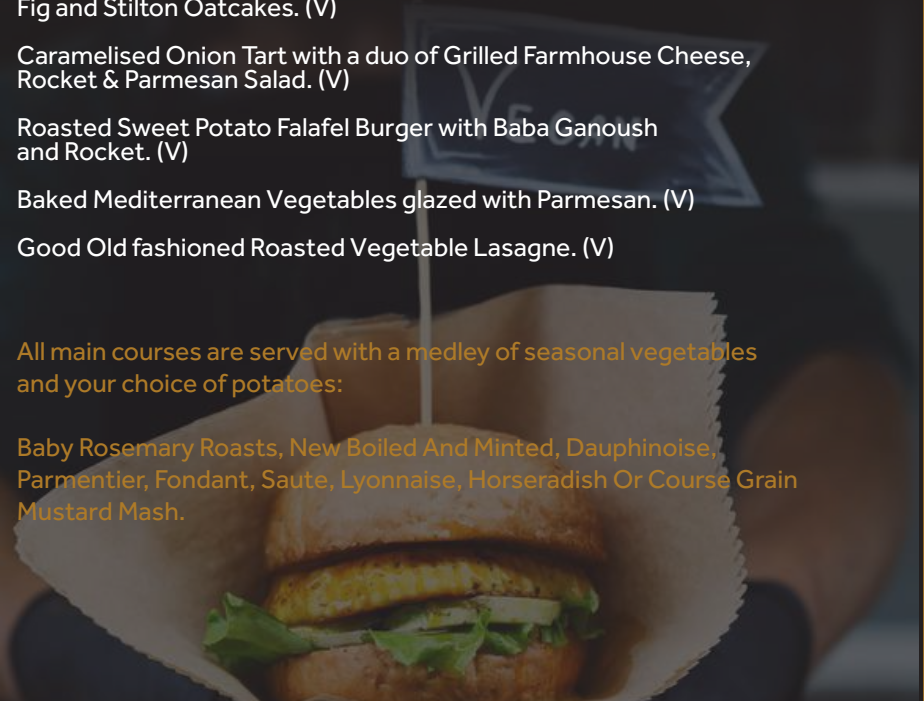 Fig and Stilton Oatcakes. (V)
Caramelised Onion Tart with a duo of Grilled Farmhouse Cheese,
Rocket & Parmesan Salad. (V)
Roasted Sweet Potato Falafel Burger with Baba Ganoush
and Rocket. (V)
Baked Mediterranean Vegetables glazed with Parmesan. (V)
Good Old fashioned Roasted Vegetable Lasagne. (V)
VEGAN
All main courses are served with a medley of seasonal vegetables
and your choice of potatoes:
Baby Rosemary Roasts, New Boiled And Minted, Dauphinoise,
Parmentier, Fondant, Saute, Lyonnaise, Horseradish Or Course Grain
Mustard Mash.